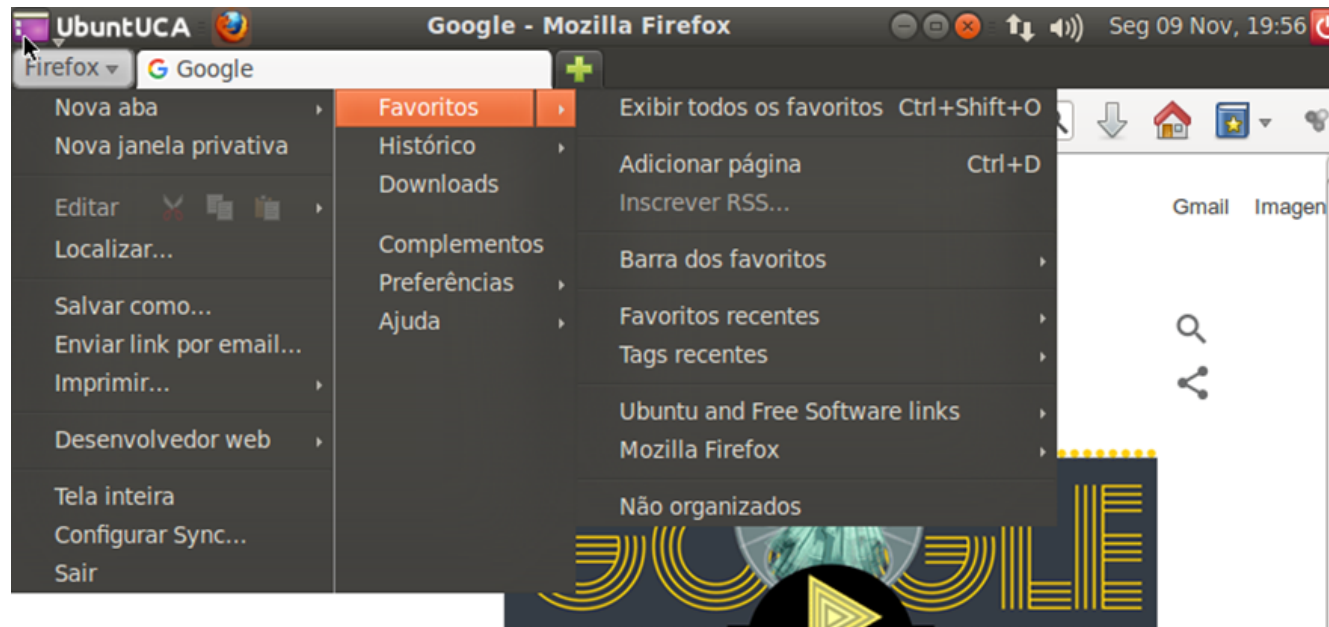 UbuntUCA Google - Mozilla Firefox Seg 09 Nov, 19:56
Firefox Google
Nova aba
Nova janela privativa
Editar
Localizar...
Salvar como...
Enviar link por email...
Imprimir...
Desenvolvedor web
Tela inteira
Configurar Sync...
Sair
Favoritos
Histórico
Downloads
Complementos
Preferências
Ajuda
Exibir todos os favoritos Ctrl+Shift+O
Adicionar página Ctrl+D
Inscrever RSS...
Barra dos favoritos
Favoritos recentes
Tags recentes
Ubuntu and Free Software links
Mozilla Firefox
Não organizados
Gmail Imagen
GOOGLE